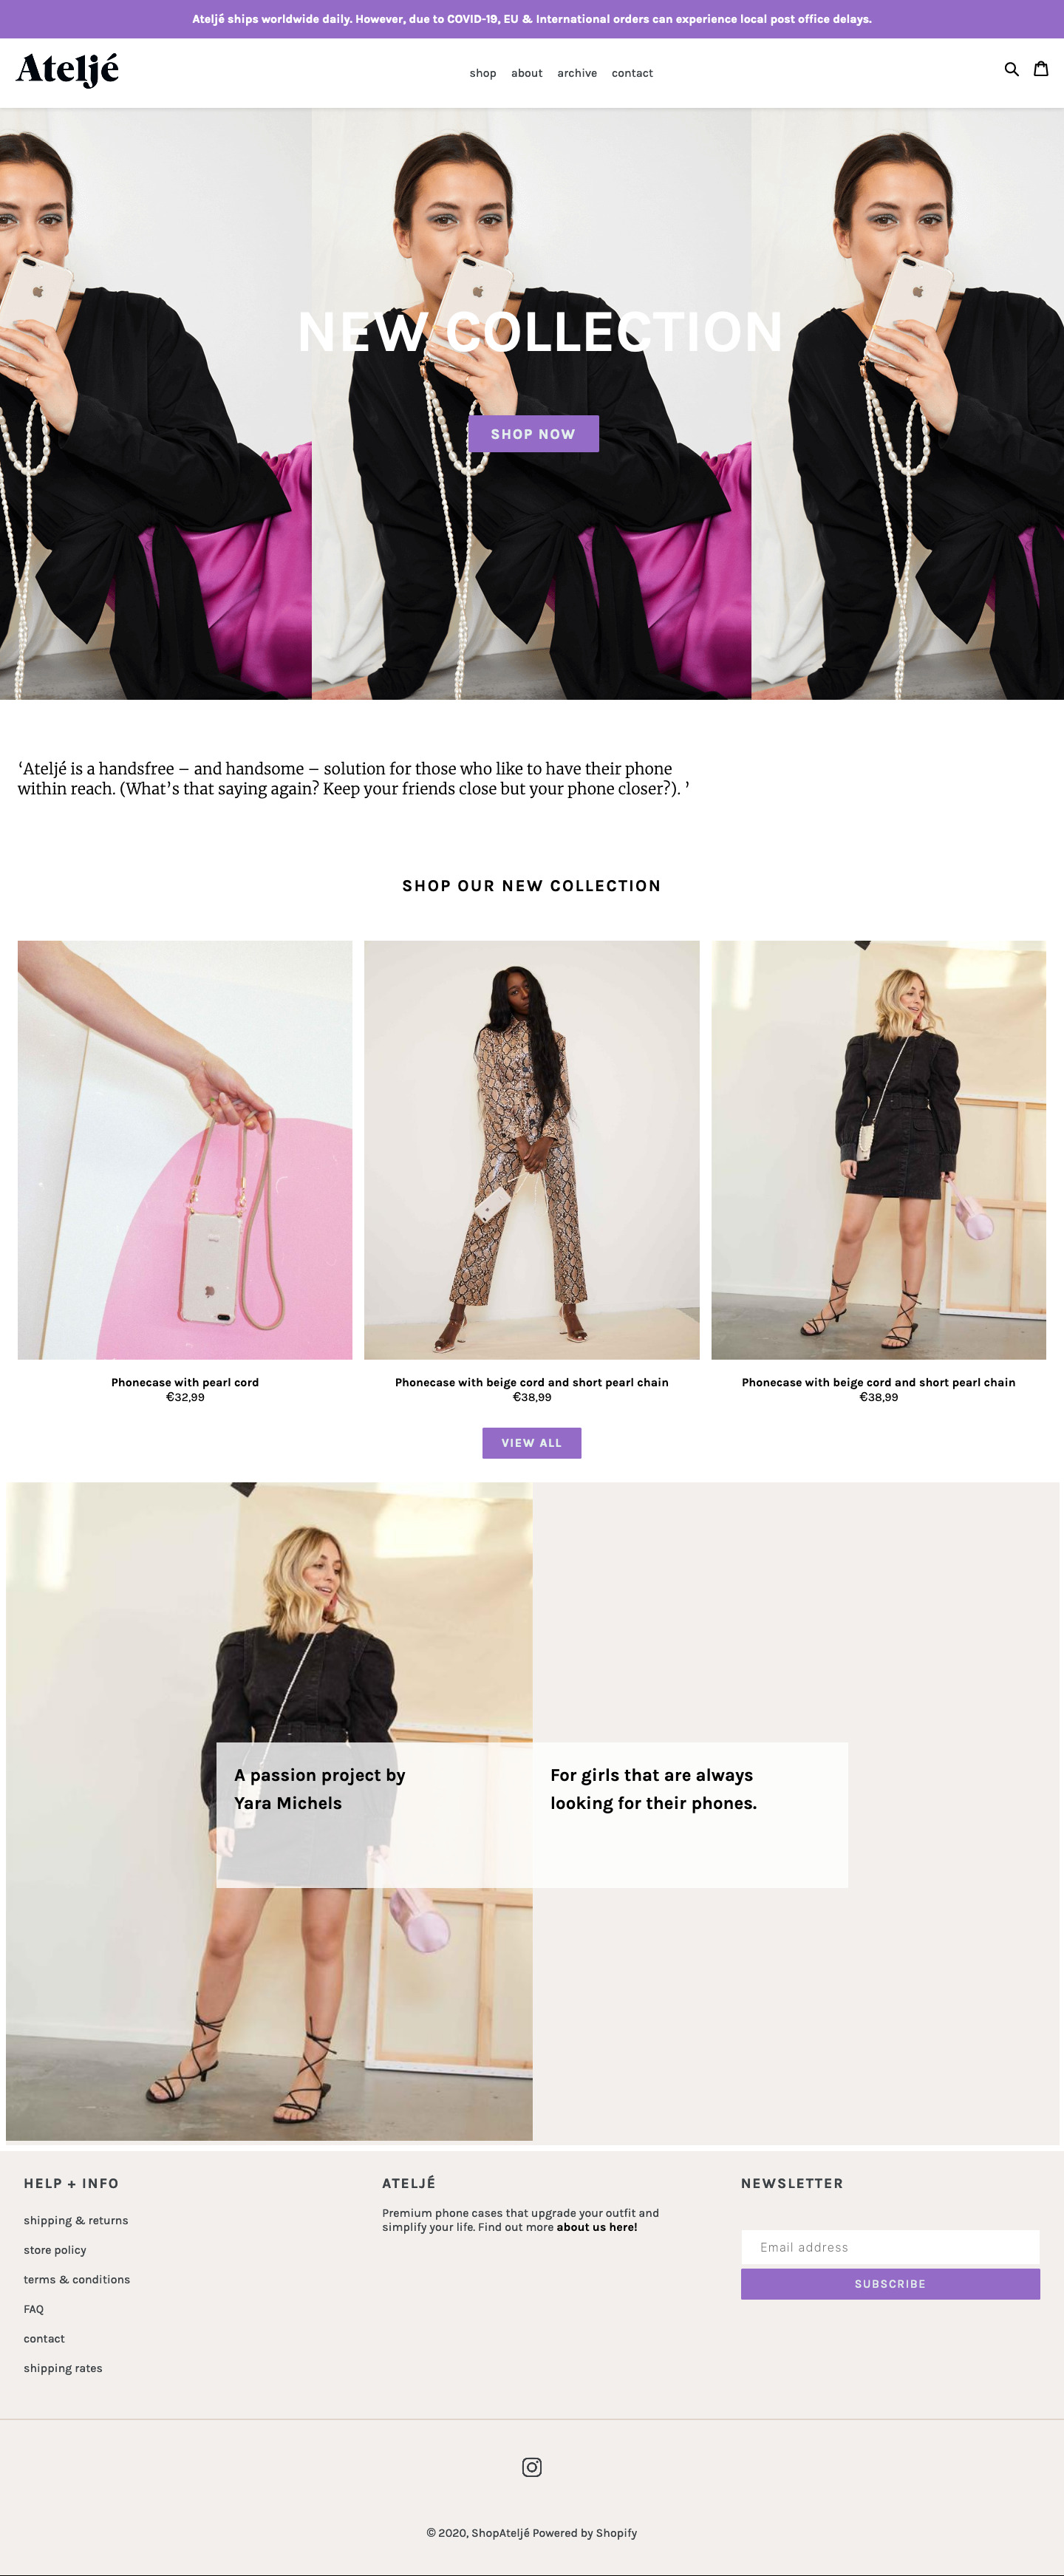 Ateljé ships worldwide daily. However, due to COVID-19, EU & International orders can experience local post office delays.
Ateljé
shop about archive contact
NEW COLLECTION
SHOP NOW
‘Ateljé is a handsfree – and handsome – solution for those who like to have their phone
within reach. (What’s that saying again? Keep your friends close but your phone closer?). ’
SHOP OUR NEW COLLECTION
Phonecase with pearl cord
€32,99
Phonecase with beige cord and short pearl chain
€38,99
Phonecase with beige cord and short pearl chain
€38,99
VIEW ALL
A passion project by
Yara Michels
For girls that are always
looking for their phones.
HELP + INFO
shipping & returns
store policy
terms & conditions
FAQ
contact
shipping rates
ATELJÉ
Premium phone cases that upgrade your outfit and
simplify your life. Find out more about us here!
NEWSLETTER
Email address
SUBSCRIBE
© 2020, ShopAteljé Powered by Shopify